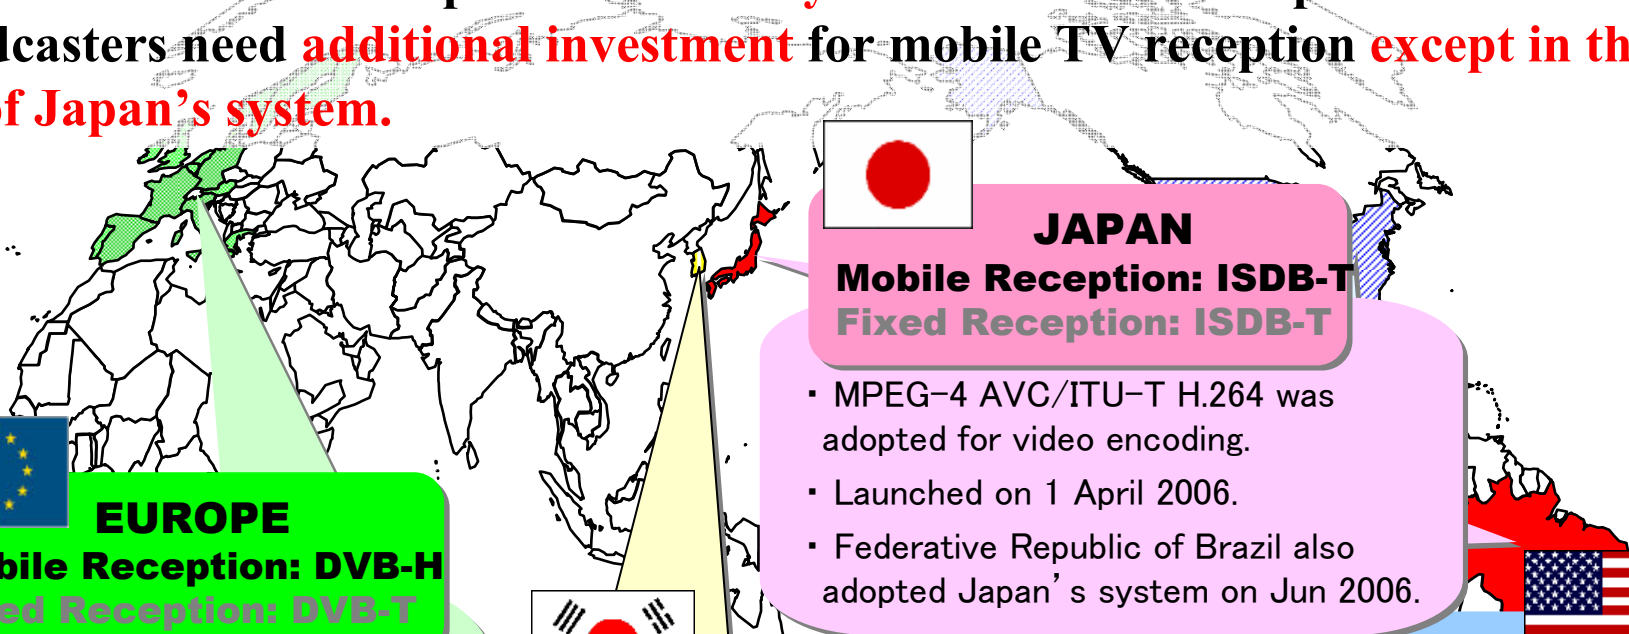 dcasters need additional investment for mobile TV reception except in th
of Japan's system.
JAPAN
Mobile Reception: ISDB-T
Fixed Reception: ISDB-T
・ MPEG-4 AVC/ITU-T H.264 was
adopted for video encoding.
・ Launched on 1 April 2006.
・ Federative Republic of Brazil also
adopted Japan's system on Jun 2006.
EUROPE
bile Reception: DVB-H
ed Reception: DVB-T